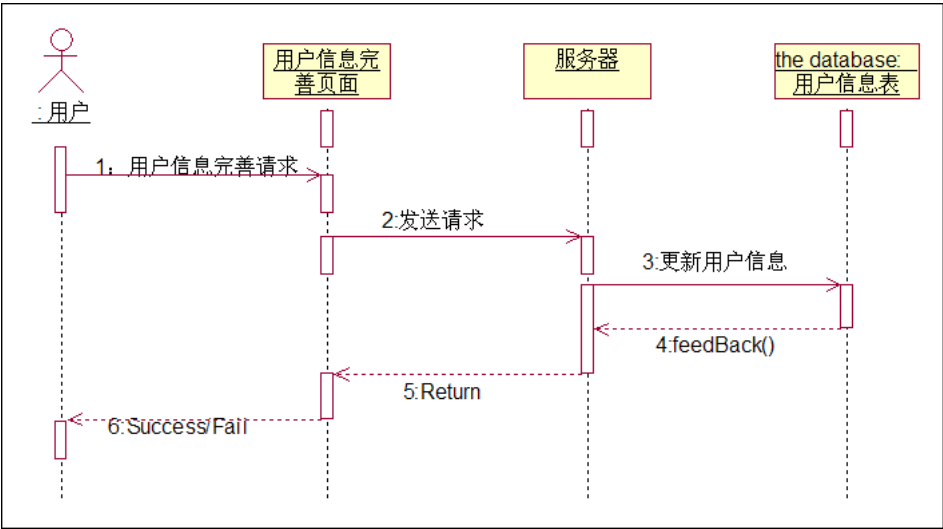 : 用户
用户信息完
善页面
服务器
the database:
用户信息表
1：用户信息完善请求
2:发送请求
3:更新用户信息
4:feedBack()
5:Return
6:Success/Fail